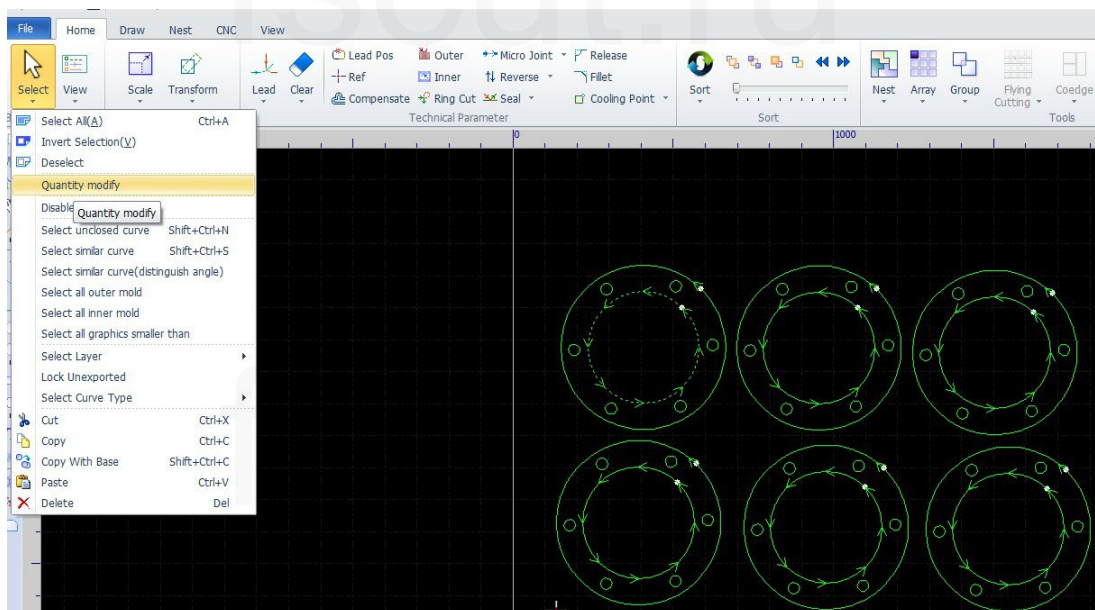 File Home Draw Nest CNC View
Lead Pos Outer Micro Joint Release
Ref Inner Reverse Fillet
Select View Scale Transform Lead Clear Sort Nest Array Group Flying Cutting Coedge
Compensate Ring Cut Seal Cooling Point
Technical Parameter Sort Tools
Select All(A) Ctrl+A
0 1000
Invert Selection(V)
Deselect
Quantity modify
Disable
Quantity modify
Select unclosed curve Shift+Ctrl+N
Select similar curve Shift+Ctrl+S
Select similar curve(distinguish angle)
Select all outer mold
Select all inner mold
Select all graphics smaller than
Select Layer
Lock Unexported
Select Curve Type
Cut Ctrl+X
Copy Ctrl+C
Copy With Base Shift+Ctrl+C
Paste Ctrl+V
Delete Del